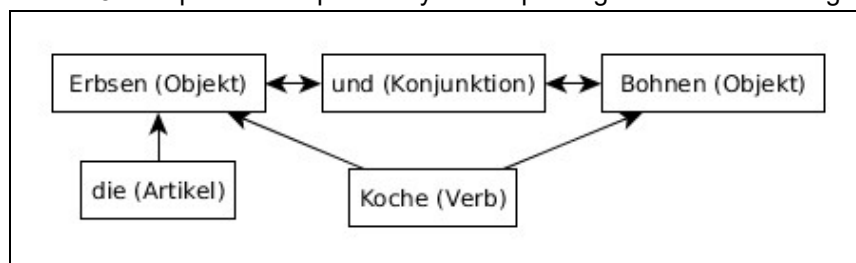 Erbsen (Objekt)
und (Konjunktion)
Bohnen (Objekt)
die (Artikel)
Koche (Verb)